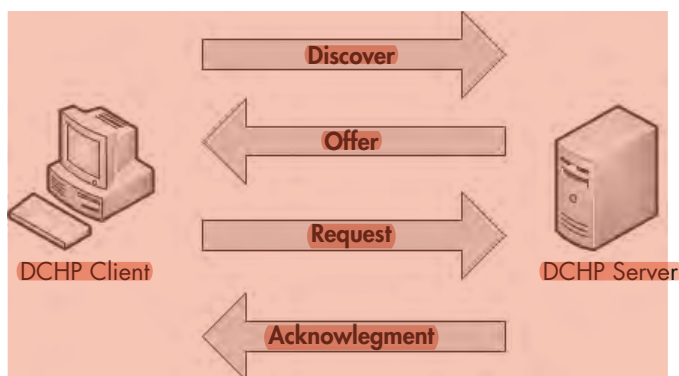 Discover
Offer
Request
DCHP Client
DCHP Server
Acknowlegment